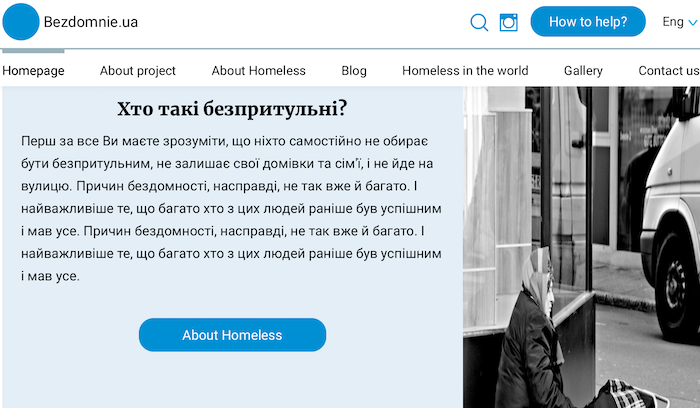 Bezdomnie.ua
How to help?
Eng
Homepage
About project
About Homeless
Blog
Homeless in the world
Gallery
Contact us
Хто такі безпритульні?
Перш за все Ви маєте зрозуміти, що ніхто самостійно не обирає
бути безпритульним, не залишає свої домівки та сім'ї, і не йде на
вулицю. Причин бездомності, насправді, не так вже й багато. І
найважливіше те, що багато хто з цих людей раніше був успішним
і мав усе. Причин бездомності, насправді, не так вже й багато. І
найважливіше те, що багато хто з цих людей раніше був успішним
і мав усе.
About Homeless